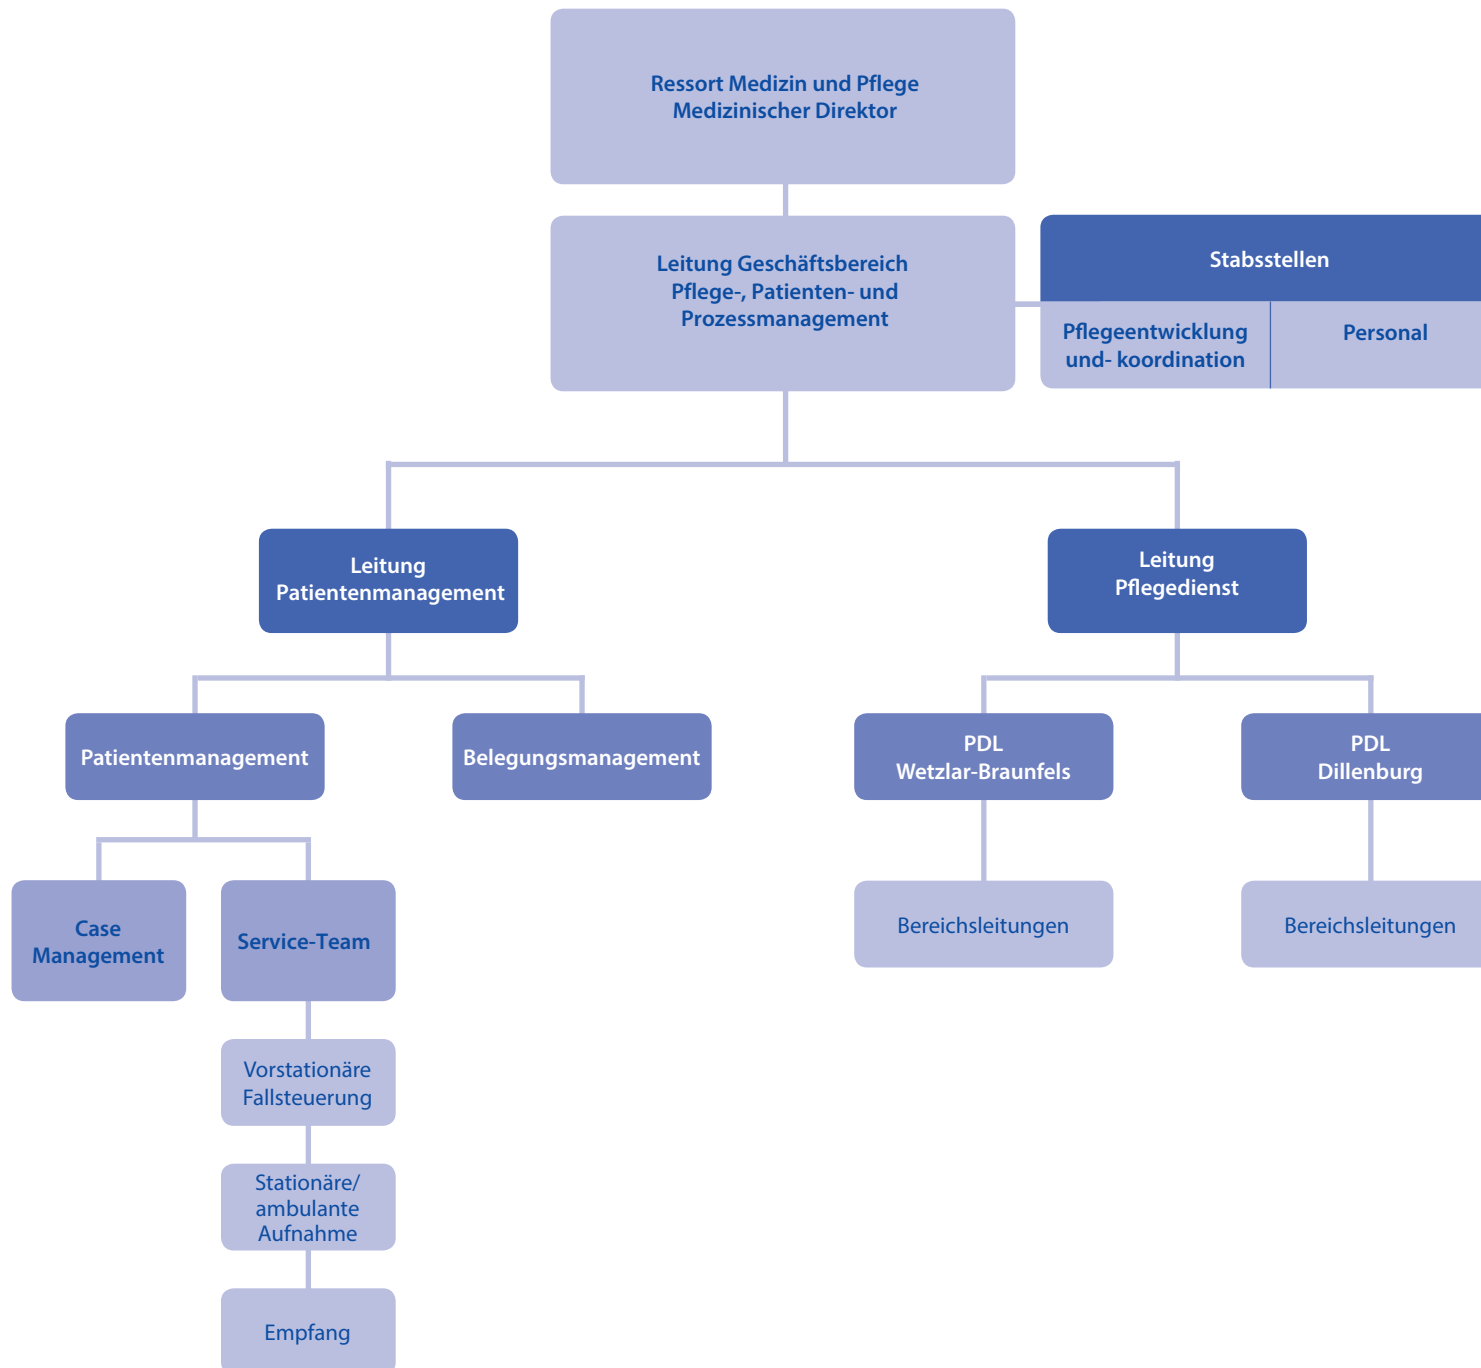 Ressort Medizin und Pflege
Medizinischer Direktor
Leitung Geschäftsbereich
Pflege-, Patienten- und
Prozessmanagement
Stabsstellen
Pflegeentwicklung
und- koordination
Personal
Leitung
Patientenmanagement
Leitung
Pflegedienst
Patientenmanagement
Belegungsmanagement
PDL
Wetzlar-Braunfels
PDL
Dillenburg
Case
Management
Service-Team
Bereichsleitungen
Bereichsleitungen
Vorstationäre
Fallsteuerung
Stationäre/
ambulante
Aufnahme
Empfang